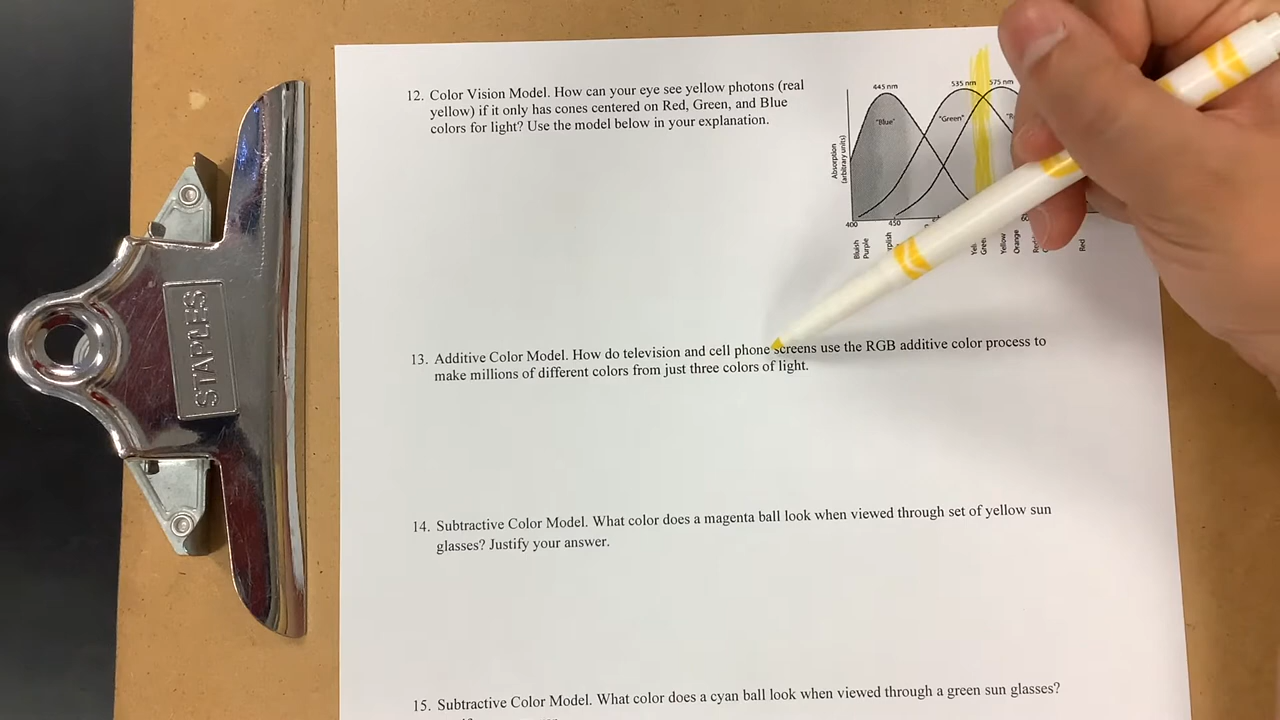 12. Color Vision Model. How can your eye see yellow photons (real
yellow) if it only has cones centered on Red, Green, and Blue
colors for light? Use the model below in your explanation.
445 nm
535 nm
575 nm
"Blue"
"Green"
Absorption
(arbitrary units)
400
450
Bluish
Purple
Yellow
Orange
Red
STAPLES
13. Additive Color Model. How do television and cell phone screens use the RGB additive color process to
make millions of different colors from just three colors of light.
14. Subtractive Color Model. What color does a magenta ball look when viewed through set of yellow sun
glasses? Justify your answer.
15. Subtractive Color Model. What color does a cyan ball look when viewed through a green sun glasses?